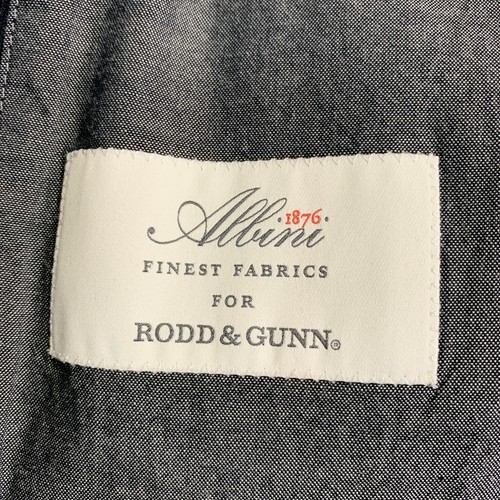 Albini 1876
FINEST FABRICS
FOR
RODD & GUNN®